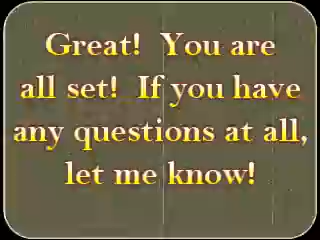 Great!  You are
all set!  If you have
any questions at all,
let me know!